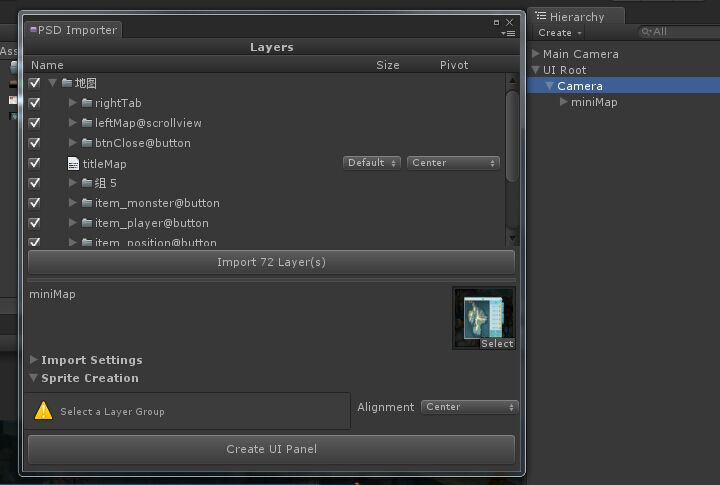 PSD Importer
Layers
Name Size Pivot
地图
rightTab
leftMap@scrollview
btnClose@button
titleMap Default Center
组 5
item_monster@button
item_player@button
item_position@button
Import 72 Layer(s)
miniMap
Select
Import Settings
Sprite Creation
Select a Layer Group
Alignment Center
Create UI Panel
Ass
Hierarchy
Create All
Main Camera
UI Root
Camera
miniMap